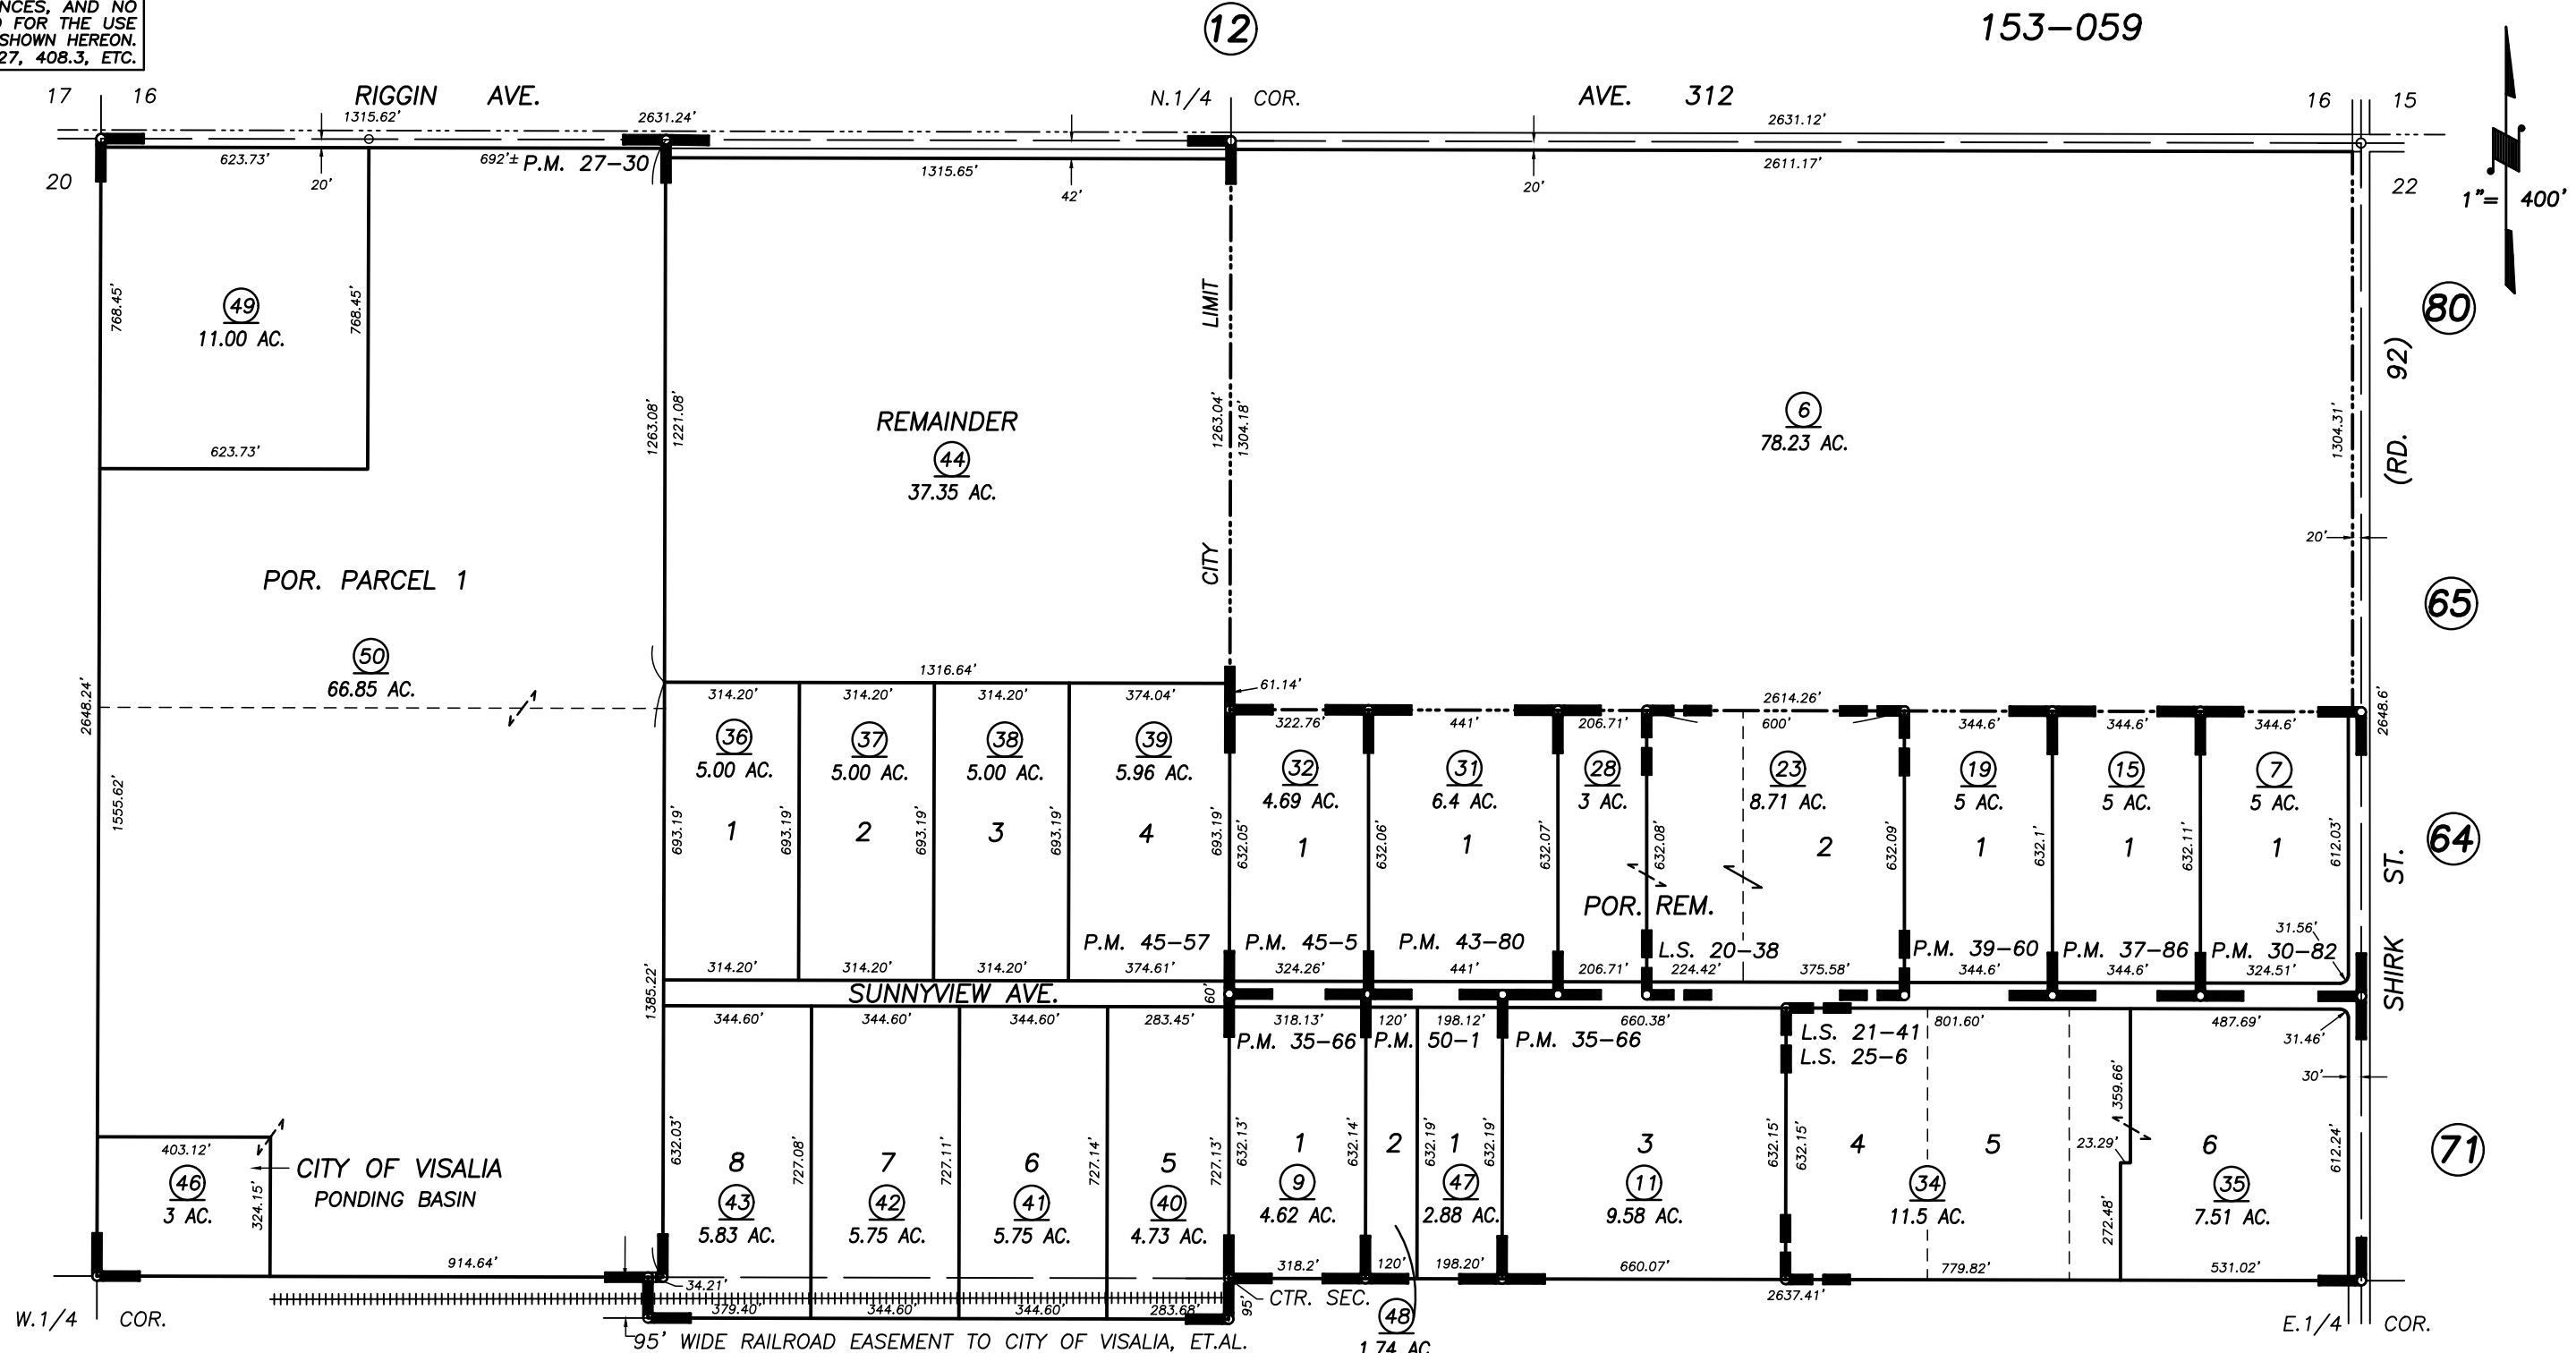 NCES, AND NO
FOR THE USE
SHOWN HEREON.
27, 408.3, ETC.
12
153-059
17 16
RIGGIN AVE.
N.1/4 COR.
AVE. 312
16 15
1315.62'
2631.24'
2631.12'
623.73'
692'± P.M. 27-30
1315.65'
2611.17'
20'
42'
20'
20
22
1"= 400'
768.45'
768.45'
49
11.00 AC.
LIMIT
80
623.73'
1263.08'
1221.08'
REMAINDER
44
37.35 AC.
1263.04'
1304.18'
6
78.23 AC.
1304.31'
(RD. 92)
20'
CITY
POR. PARCEL 1
65
50
66.85 AC.
2648.24'
1316.64'
61.14'
2614.26'
2648.6'
314.20'
314.20'
314.20'
374.04'
322.76'
441'
206.71'
600'
344.6'
344.6'
344.6'
36
5.00 AC.
37
5.00 AC.
38
5.00 AC.
39
5.96 AC.
32
4.69 AC.
31
6.4 AC.
28
3 AC.
23
8.71 AC.
19
5 AC.
15
5 AC.
7
5 AC.
64
1555.62'
693.19'
1
693.19'
2
693.19'
3
693.19'
4
693.19'
632.05'
1
632.06'
1
632.07'
632.08'
2
632.09'
1
632.1'
1
632.11'
1
612.03'
SHIRK ST.
POR. REM.
31.56'
P.M. 45-57
P.M. 45-5
P.M. 43-80
L.S. 20-38
P.M. 39-60
P.M. 37-86
P.M. 30-82
314.20'
314.20'
314.20'
374.61'
324.26'
441'
206.71'
224.42'
375.58'
344.6'
344.6'
324.51'
1385.22'
SUNNYVIEW AVE.
60'
344.60'
344.60'
344.60'
283.45'
318.13'
120'
198.12'
660.38'
801.60'
487.69'
P.M. 35-66
P.M. 50-1
P.M. 35-66
L.S. 21-41
L.S. 25-6
31.46'
30'
359.66'
403.12'
46
3 AC.
324.15'
CITY OF VISALIA
PONDING BASIN
632.03'
8
43
5.83 AC.
727.08'
7
42
5.75 AC.
727.11'
6
41
5.75 AC.
727.14'
5
40
4.73 AC.
727.13'
632.13'
1
9
4.62 AC.
632.14'
2
632.19'
1
47
2.88 AC.
632.19'
3
11
9.58 AC.
632.15'
632.15'
4
5
34
11.5 AC.
23.29'
272.48'
6
35
7.51 AC.
612.24'
71
914.64'
34.21'
318.2'
120'
198.20'
660.07'
779.82'
531.02'
379.40'
344.60'
344.60'
283.68'
95'
CTR. SEC.
2637.41'
W.1/4 COR.
48
1.74 AC.
E.1/4 COR.
95' WIDE RAILROAD EASEMENT TO CITY OF VISALIA, ET.AL.